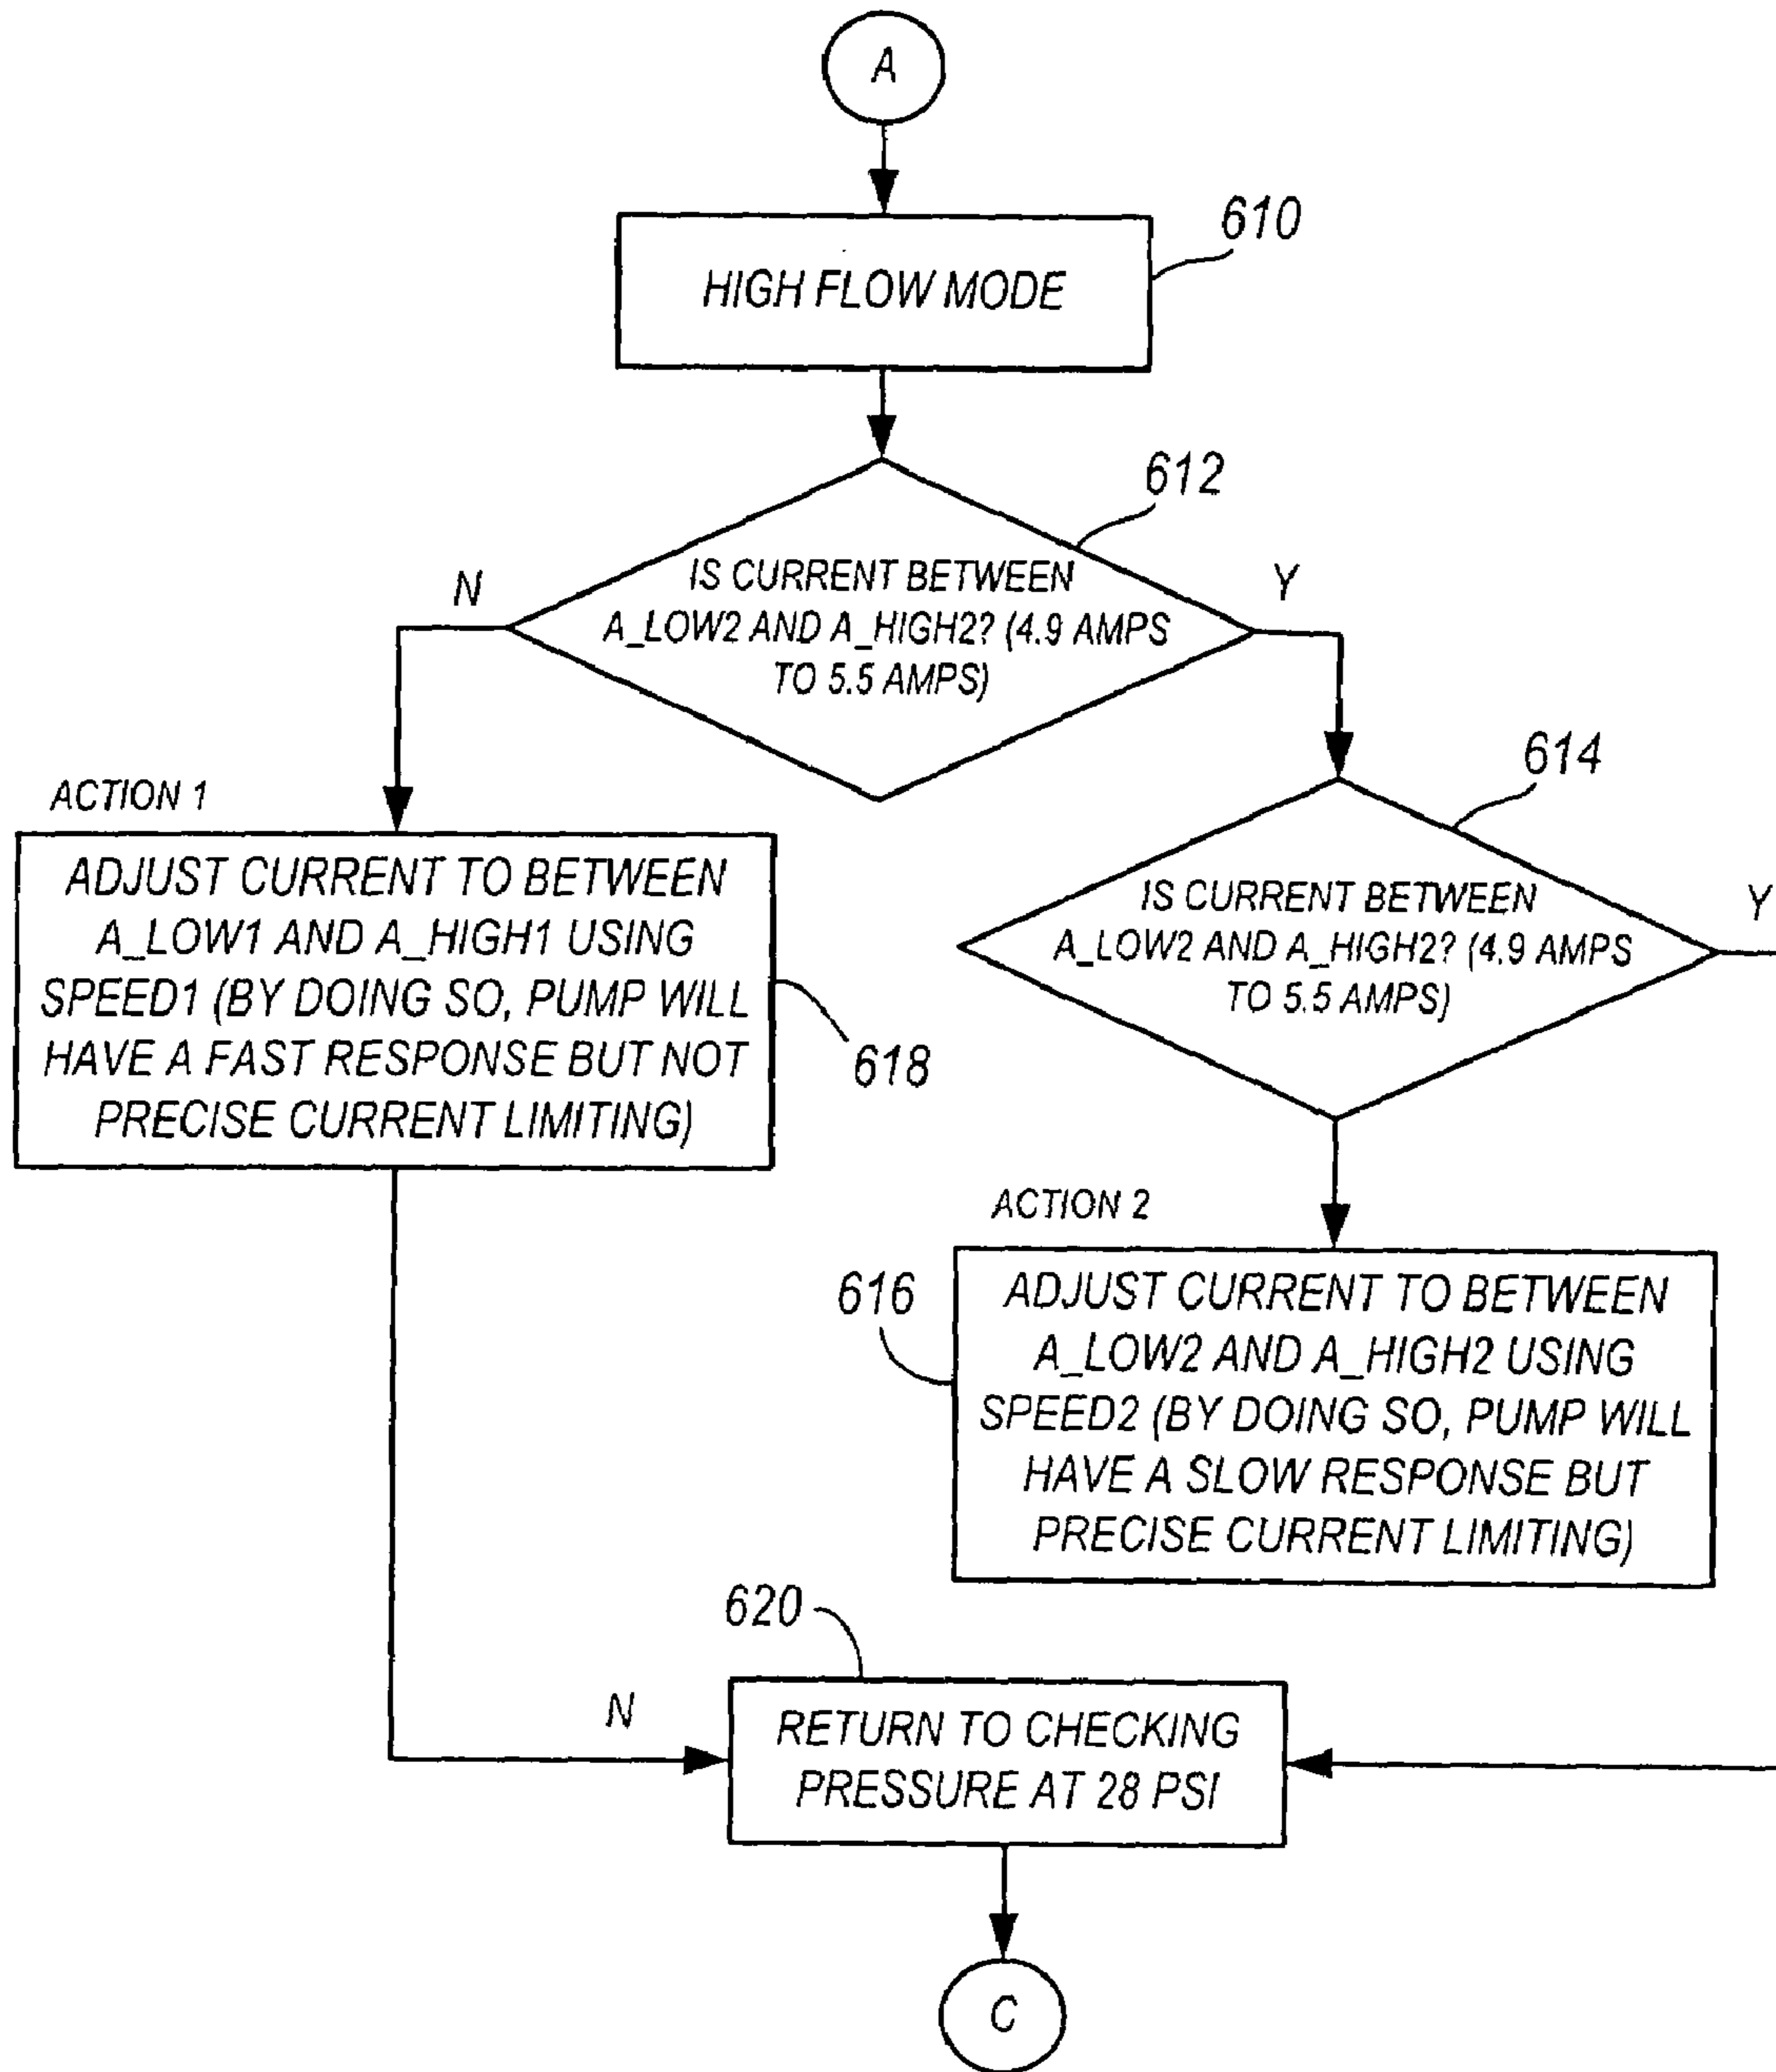 A
HIGH FLOW MODE
610
612
IS CURRENT BETWEEN
A_LOW2 AND A_HIGH2? (4.9 AMPS
TO 5.5 AMPS)
N
Y
614
IS CURRENT BETWEEN
A_LOW2 AND A_HIGH2? (4.9 AMPS
TO 5.5 AMPS)
Y
ACTION 1
ADJUST CURRENT TO BETWEEN
A_LOW1 AND A_HIGH1 USING
SPEED1 (BY DOING SO, PUMP WILL
HAVE A FAST RESPONSE BUT NOT
PRECISE CURRENT LIMITING)
618
ACTION 2
616
ADJUST CURRENT TO BETWEEN
A_LOW2 AND A_HIGH2 USING
SPEED2 (BY DOING SO, PUMP WILL
HAVE A SLOW RESPONSE BUT
PRECISE CURRENT LIMITING)
620
N
RETURN TO CHECKING
PRESSURE AT 28 PSI
C